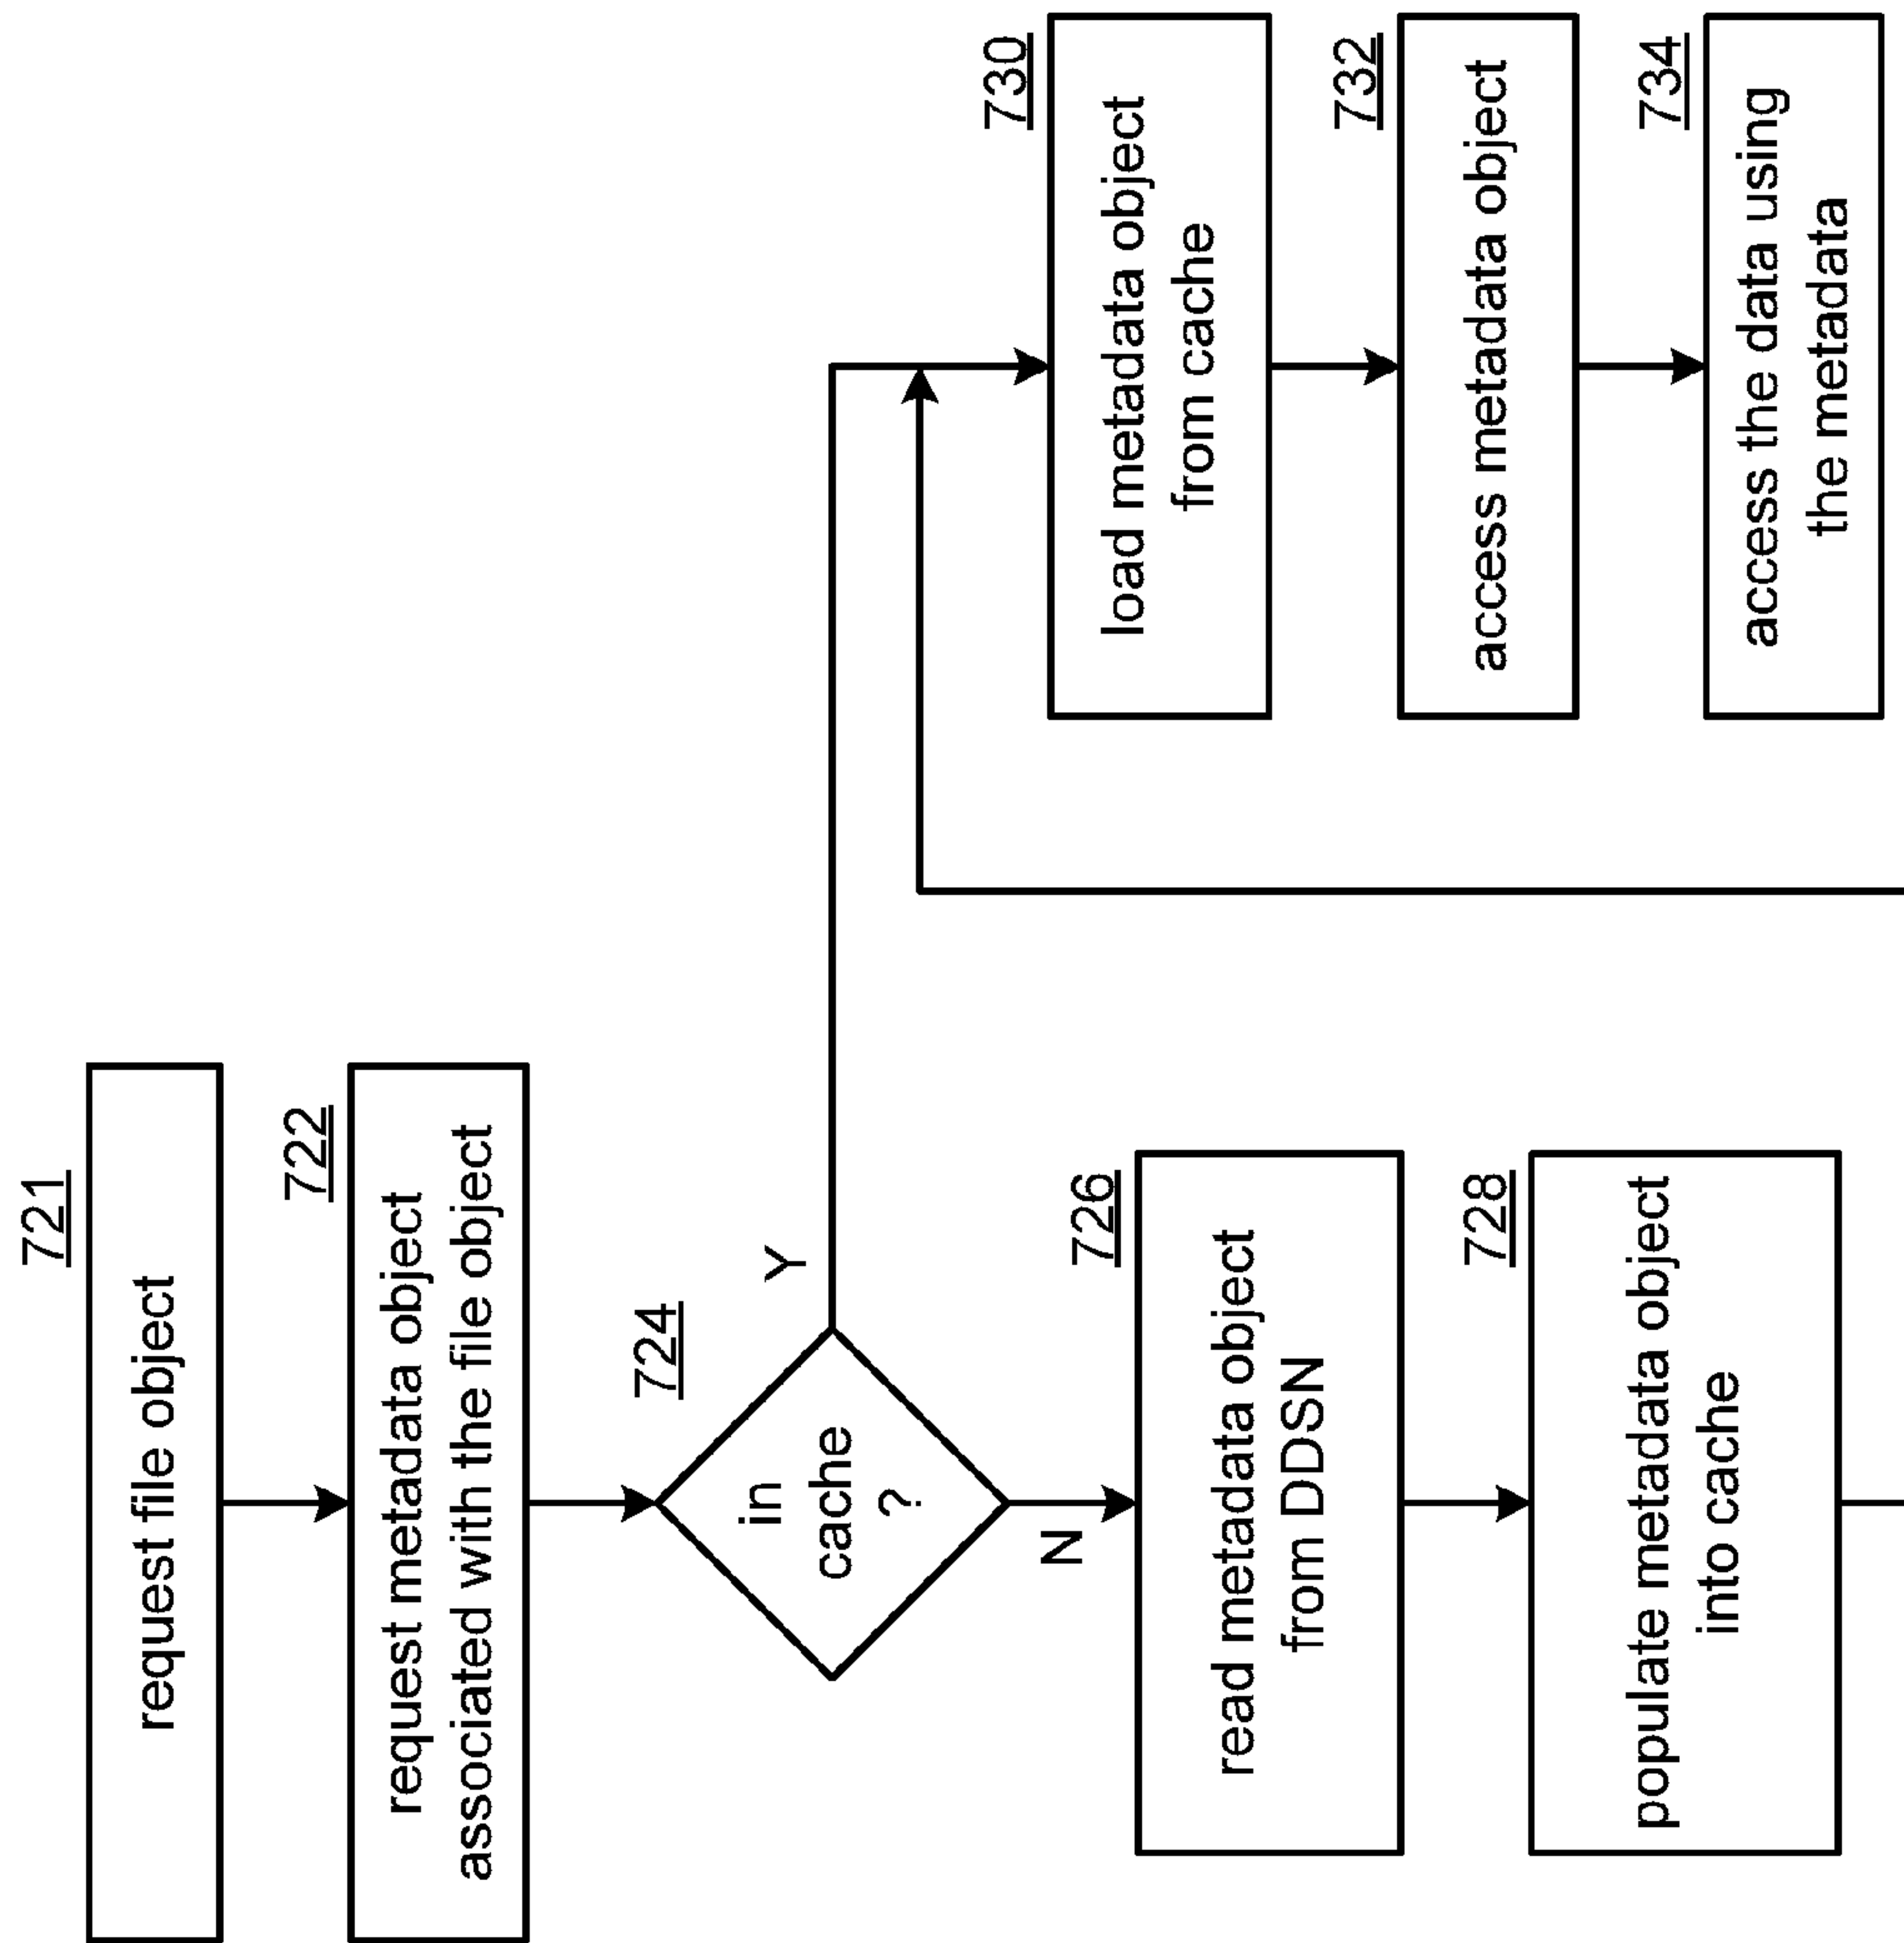 721
request file object
722
request metadata object
associated with the file object
724
in
cache
?
Y
N
726
read metadata object
from DDSN
728
populate metadata object
into cache
730
load metadata object
from cache
732
access metadata object
734
access the data using
the metadata